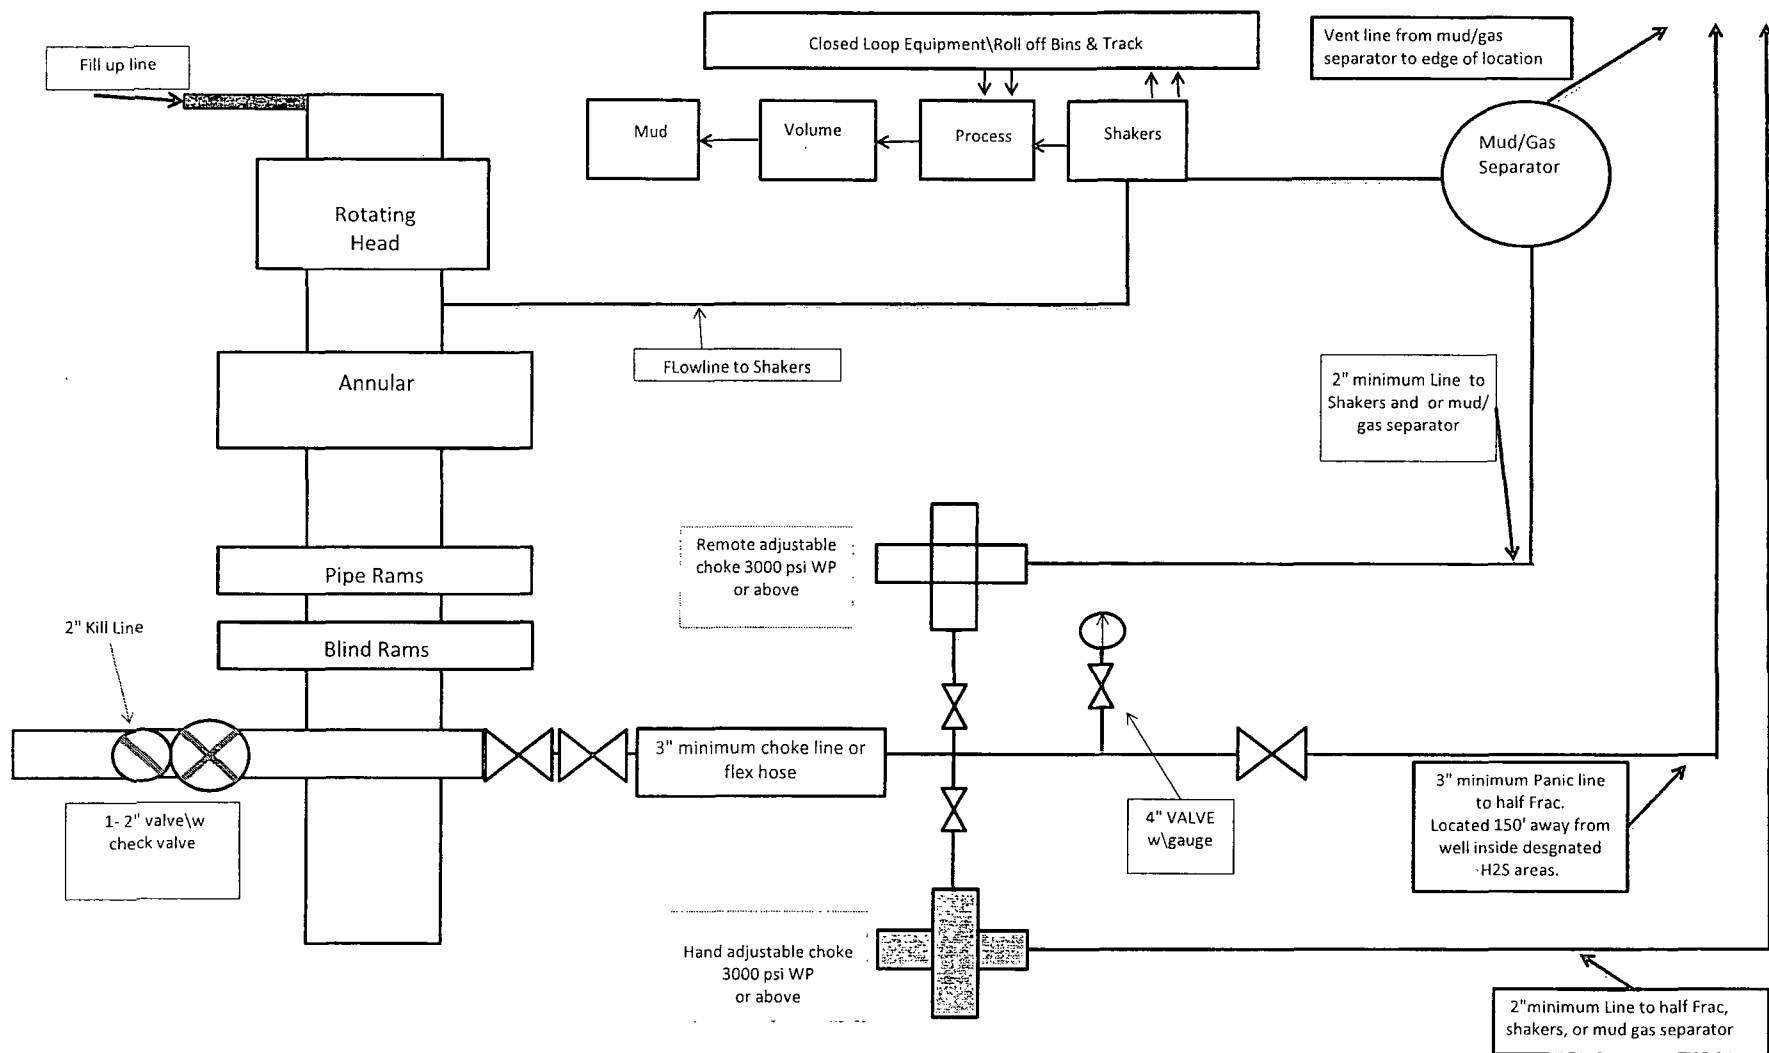 Closed Loop Equipment\Roll off Bins & Track
Vent line from mud/gas
separator to edge of location
Fill up line
Mud
Volume
Process
Shakers
Mud/Gas
Separator
Rotating
Head
FLowline to Shakers
Annular
2" minimum Line to
Shakers and or mud/
gas separator
Remote adjustable
choke 3000 psi WP
or above
Pipe Rams
2" Kill Line
Blind Rams
3" minimum choke line or
flex hose
1- 2" valve\w
check valve
4" VALVE
w\gauge
3" minimum Panic line
to half Frac.
Located 150' away from
well inside desgnated
H2S areas.
Hand adjustable choke
3000 psi WP
or above
2"minimum Line to half Frac,
shakers, or mud gas separator